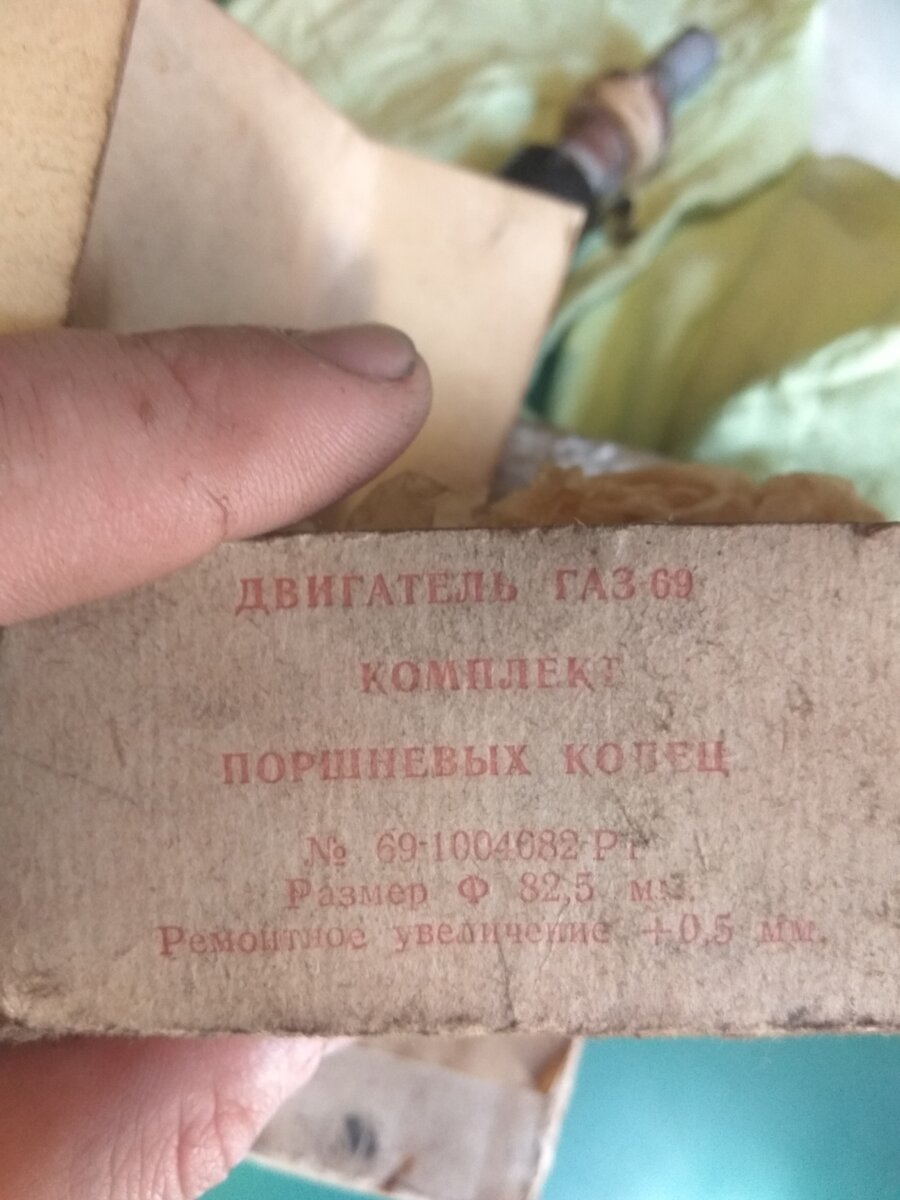 ДВИГАТЕЛЬ ГАЗ-69
КОМПЛЕКТ
ПОРШНЕВЫХ КОЛЕЦ
№ 69-1004082-Р1
Размер Ф 82,5 мм.
Ремонтное увеличение +0,5 мм.